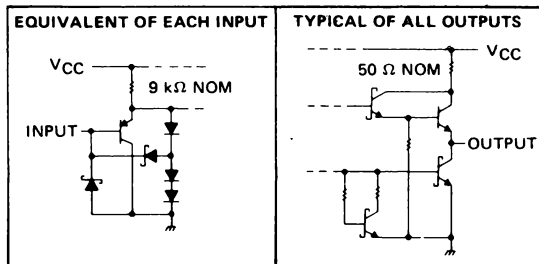 EQUIVALENT OF EACH INPUT
VCC
9 kΩ NOM
INPUT
TYPICAL OF ALL OUTPUTS
VCC
50 Ω NOM
OUTPUT